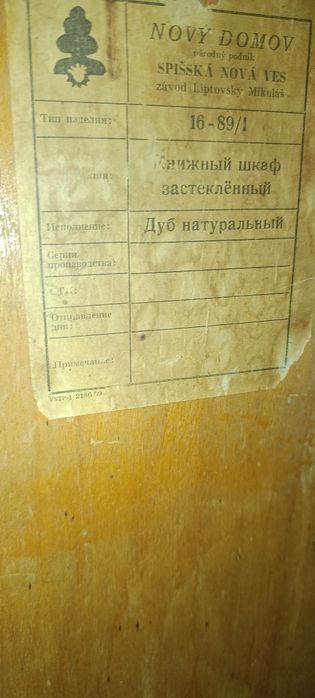 NOVÝ DOMOV
národný podnik
SPIŠSKÁ NOVÁ VES
závod Liptovský Mikuláš
Тип изделия: 16-89/1
Книжный шкаф
застеклённый
Исполнение: Дуб натуральный
Серия
производства:
Отправление
дня:
Примечание: